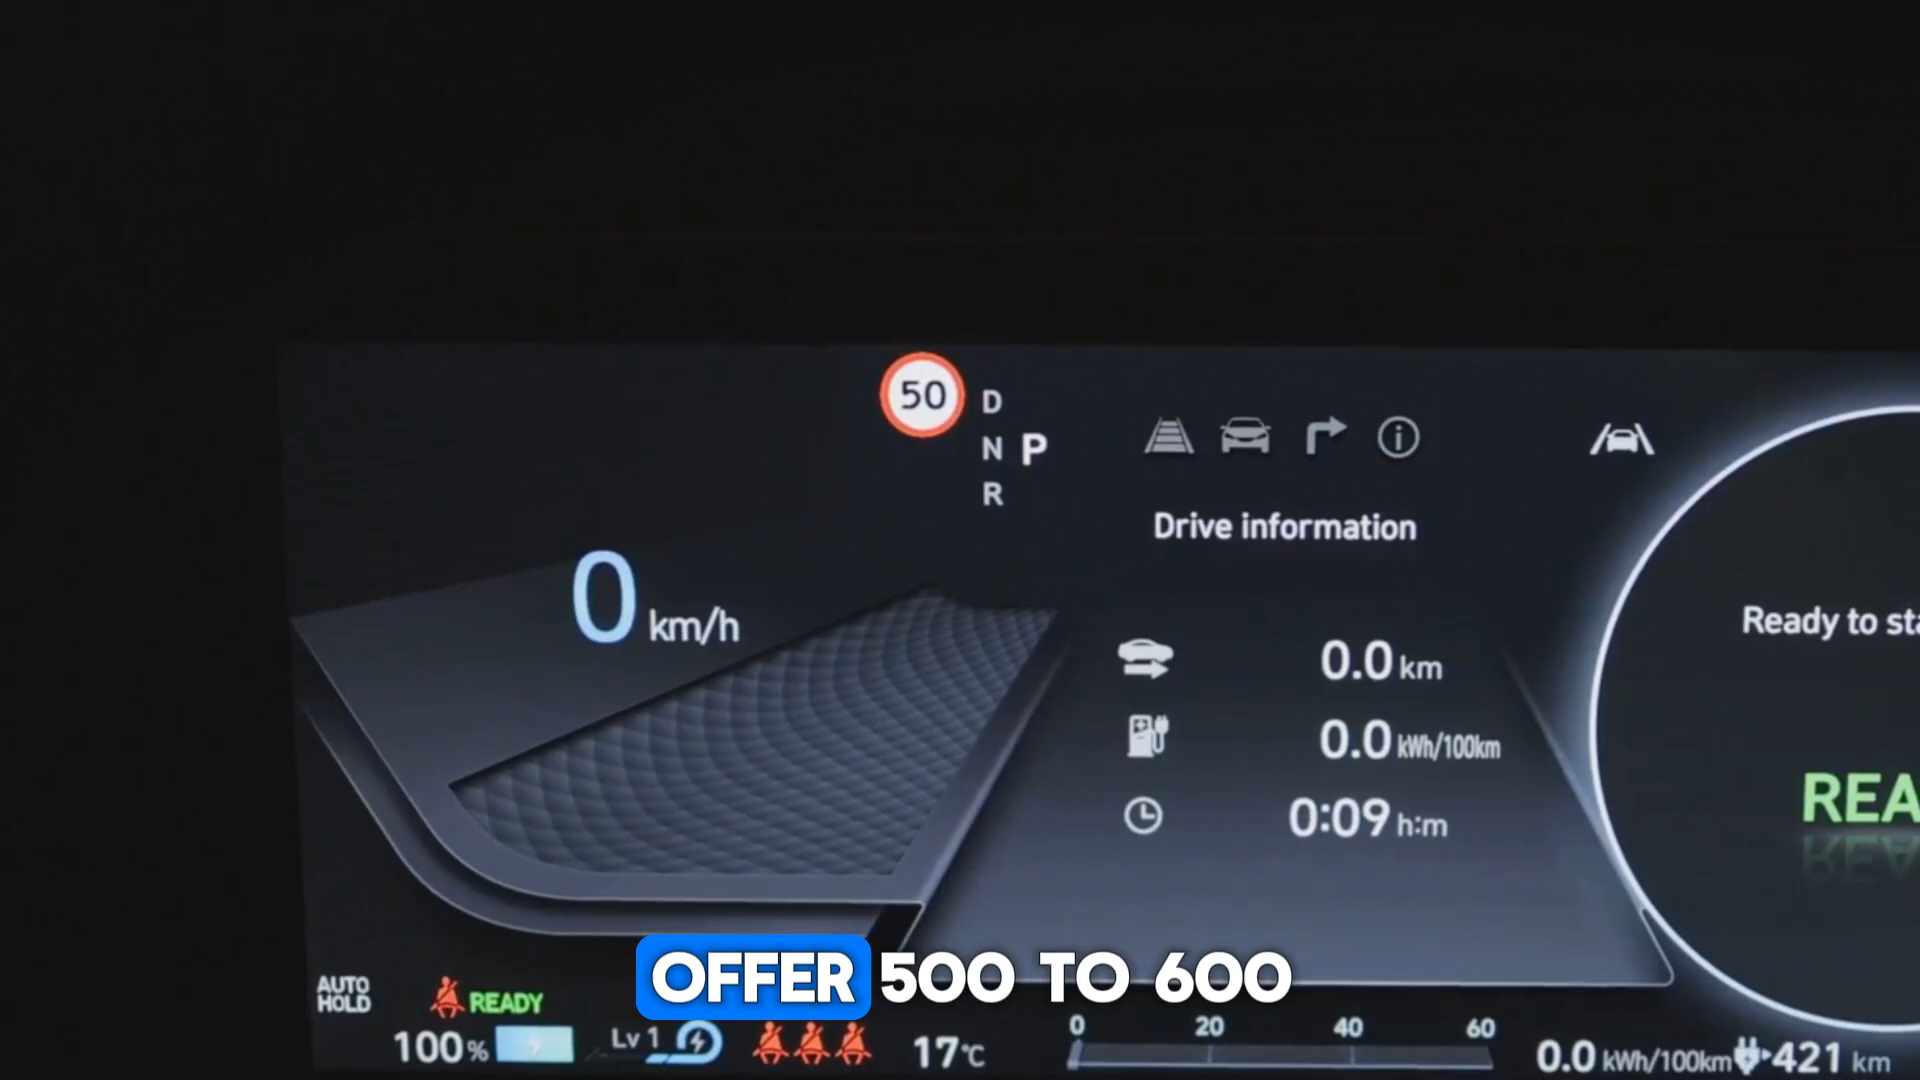 50
D
N P
R
Drive information
0 km/h
0.0 km
0.0 kWh/100km
0:09 h:m
Ready to sta
REA
OFFER 500 TO 600
AUTO
HOLD
READY
100%
Lv 1
17°C
0 20 40 60
0.0 kWh/100km
421 km